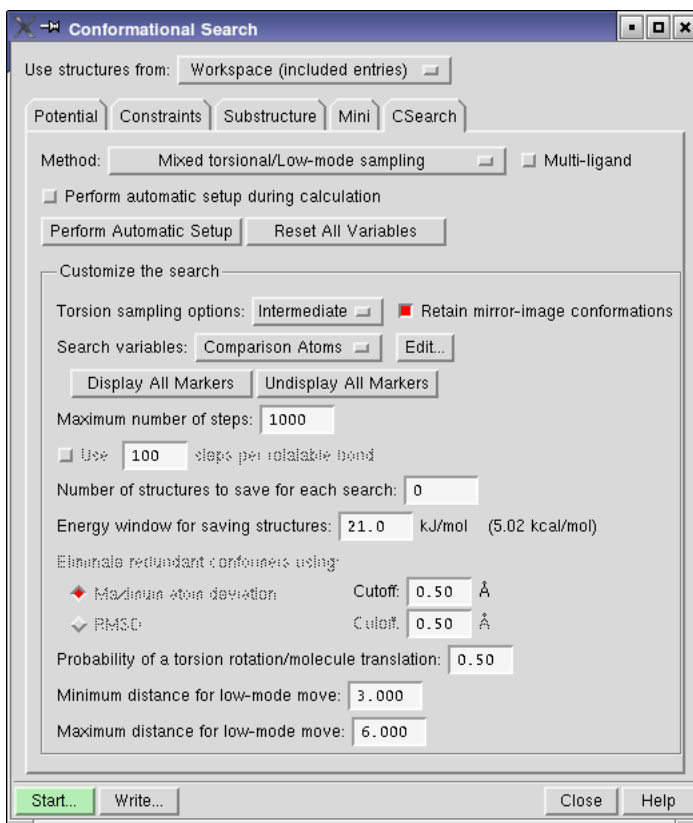 Conformational Search
Use structures from: Workspace (included entries)
Potential Constraints Substructure Mini CSearch
Method: Mixed torsional/Low-mode sampling Multi-ligand
Perform automatic setup during calculation
Perform Automatic Setup Reset All Variables
Customize the search
Torsion sampling options: Intermediate Retain mirror-image conformations
Search variables: Comparison Atoms Edit...
Display All Markers Undisplay All Markers
Maximum number of steps: 1000
Use 100 steps per rotatable bond
Number of structures to save for each search: 0
Energy window for saving structures: 21.0 kJ/mol (5.02 kcal/mol)
Eliminate redundant conformers using:
Maximum atom deviation Cutoff: 0.50 Å
RMSD Cutoff: 0.50 Å
Probability of a torsion rotation/molecule translation: 0.50
Minimum distance for low-mode move: 3.000
Maximum distance for low-mode move: 6.000
Start... Write... Close Help